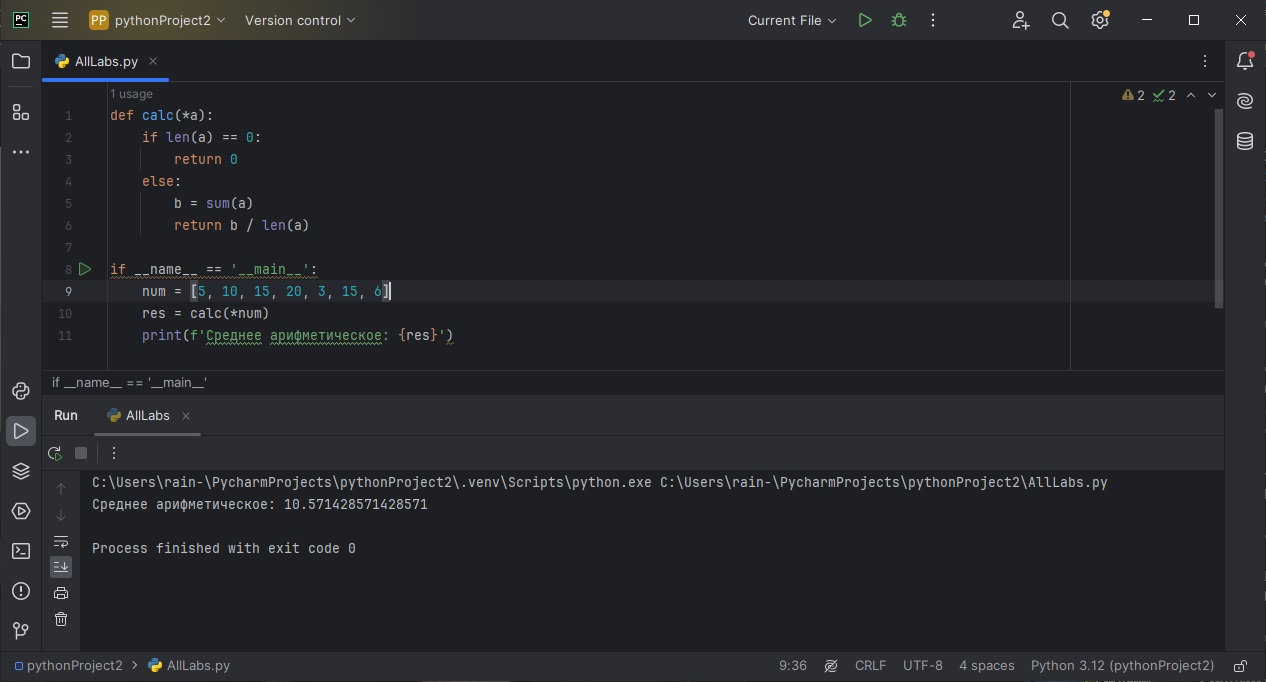 PC PP pythonProject2 Version control Current File
AllLabs.py
1 usage 2 2
1 def calc(*a):
2     if len(a) == 0:
3         return 0
4     else:
5         b = sum(a)
6         return b / len(a)
7
8 if __name__ == '__main__':
9     num = [5, 10, 15, 20, 3, 15, 6]
10     res = calc(*num)
11     print(f'Среднее арифметическое: {res}')
if __name__ == '__main__'
Run AllLabs
C:\Users\rain-\PycharmProjects\pythonProject2\.venv\Scripts\python.exe C:\Users\rain-\PycharmProjects\pythonProject2\AllLabs.py
Среднее арифметическое: 10.571428571428571
Process finished with exit code 0
pythonProject2 > AllLabs.py 9:36 CRLF UTF-8 4 spaces Python 3.12 (pythonProject2)